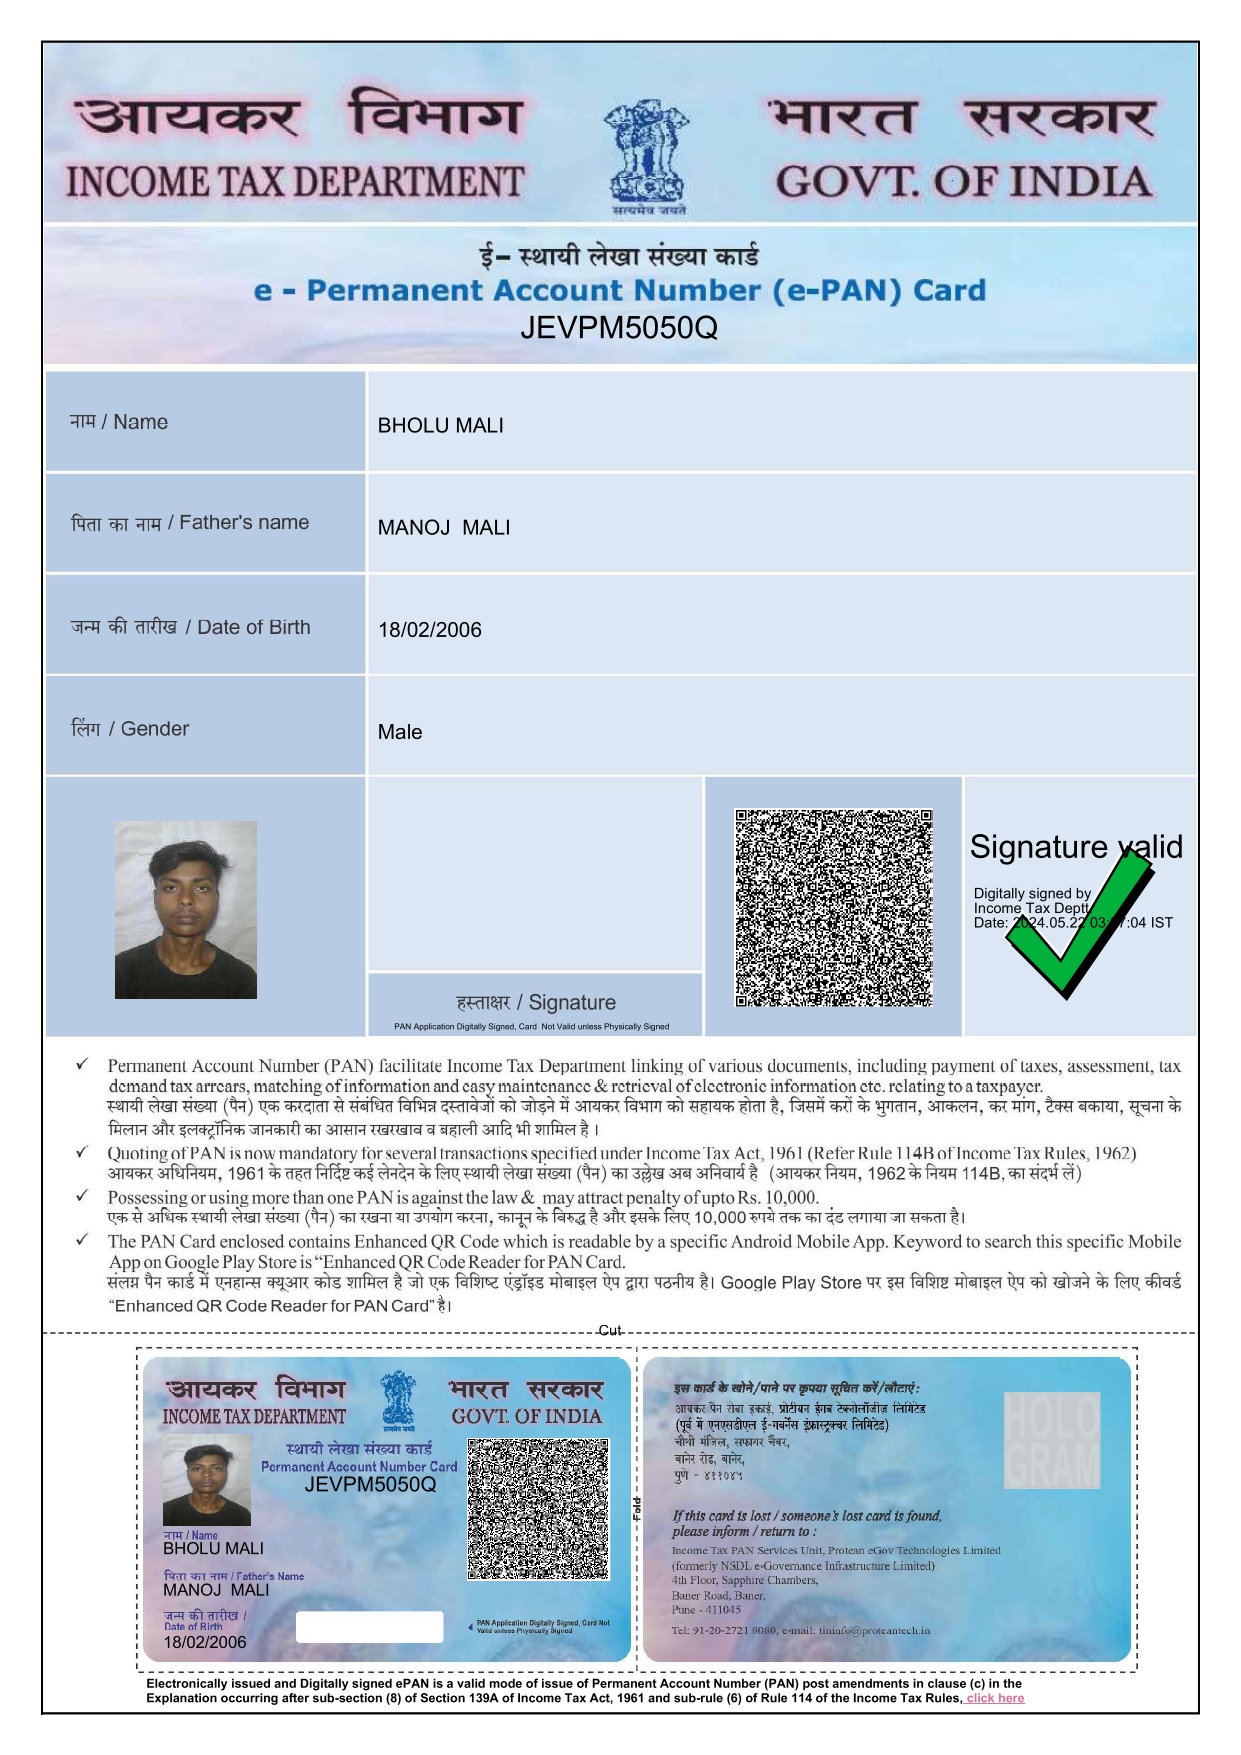 आयकर विभाग
INCOME TAX DEPARTMENT
सत्यमेव जयते
भारत सरकार
GOVT. OF INDIA
ई- स्थायी लेखा संख्या कार्ड
e - Permanent Account Number (e-PAN) Card
JEVPM5050Q
नाम / Name
BHOLU MALI
पिता का नाम / Father's name
MANOJ MALI
जन्म की तारीख / Date of Birth
18/02/2006
लिंग / Gender
Male
हस्ताक्षर / Signature
PAN Application Digitally Signed, Card Not Valid unless Physically Signed
Signature valid
Digitally signed by
Income Tax Deptt
Date: 2024.05.22 :04 IST
✓ Permanent Account Number (PAN) facilitate Income Tax Department linking of various documents, including payment of taxes, assessment, tax
demand tax arrears, matching of information and easy maintenance & retrieval of electronic information etc. relating to a taxpayer.
स्थायी लेखा संख्या (पैन) एक करदाता से संबंधित विभिन्न दस्तावेजों को जोड़ने में आयकर विभाग को सहायक होता है, जिसमें करों के भुगतान, आकलन, कर मांग, टैक्स बकाया, सूचना के
मिलान और इलक्ट्रॉनिक जानकारी का आसान रखरखाव व बहाली आदि भी शामिल है ।
✓ Quoting of PAN is now mandatory for several transactions specified under Income Tax Act, 1961 (Refer Rule 114B of Income Tax Rules, 1962)
आयकर अधिनियम, 1961 के तहत निर्दिष्ट कई लेनदेन के लिए स्थायी लेखा संख्या (पैन) का उल्लेख अब अनिवार्य है (आयकर नियम, 1962 के नियम 114B, का संदर्भ लें)
✓ Possessing or using more than one PAN is against the law & may attract penalty of upto Rs. 10,000.
एक से अधिक स्थायी लेखा संख्या (पैन) का रखना या उपयोग करना, कानून के विरुद्ध है और इसके लिए 10,000 रुपये तक का दंड लगाया जा सकता है।
✓ The PAN Card enclosed contains Enhanced QR Code which is readable by a specific Android Mobile App. Keyword to search this specific Mobile
App on Google Play Store is “Enhanced QR Code Reader for PAN Card.
संलग्न पैन कार्ड में एनहान्स क्यूआर कोड शामिल है जो एक विशिष्ट एंड्रॉइड मोबाइल ऐप द्वारा पठनीय है। Google Play Store पर इस विशिष्ट मोबाइल ऐप को खोजने के लिए कीवर्ड
“Enhanced QR Code Reader for PAN Card” है।
Cut
आयकर विभाग
INCOME TAX DEPARTMENT
सत्यमेव जयते
भारत सरकार
GOVT. OF INDIA
स्थायी लेखा संख्या कार्ड
Permanent Account Number Card
JEVPM5050Q
नाम / Name
BHOLU MALI
पिता का नाम / Father's Name
MANOJ MALI
जन्म की तारीख /
Date of Birth
18/02/2006
PAN Application Digitally Signed, Card Not
Valid unless Physically Signed
Fold
इस कार्ड के खोने/पाने पर कृपया सूचित करें/लौटाएं :
आयकर पैन सेवा इकाई, प्रोटीयन ईगव टेक्नोलॉजीज़ लिमिटेड
(पूर्व में एनएसडीएल ई-गवर्नेंस इंफ्रास्ट्रक्चर लिमिटेड)
चौथी मंजिल, सफायर चेंबर,
बानेर रोड, बानेर,
पुणे - ४११०४५
HOLO
GRAM
If this card is lost / someone's lost card is found,
please inform / return to :
Income Tax PAN Services Unit, Protean eGov Technologies Limited
(formerly NSDL e-Governance Infrastructure Limited)
4th Floor, Sapphire Chambers,
Baner Road, Baner,
Pune - 411045
Tel: 91-20-2721 8080, e-mail: tininfo@proteantech.in
Electronically issued and Digitally signed ePAN is a valid mode of issue of Permanent Account Number (PAN) post amendments in clause (c) in the
Explanation occurring after sub-section (8) of Section 139A of Income Tax Act, 1961 and sub-rule (6) of Rule 114 of the Income Tax Rules, click here